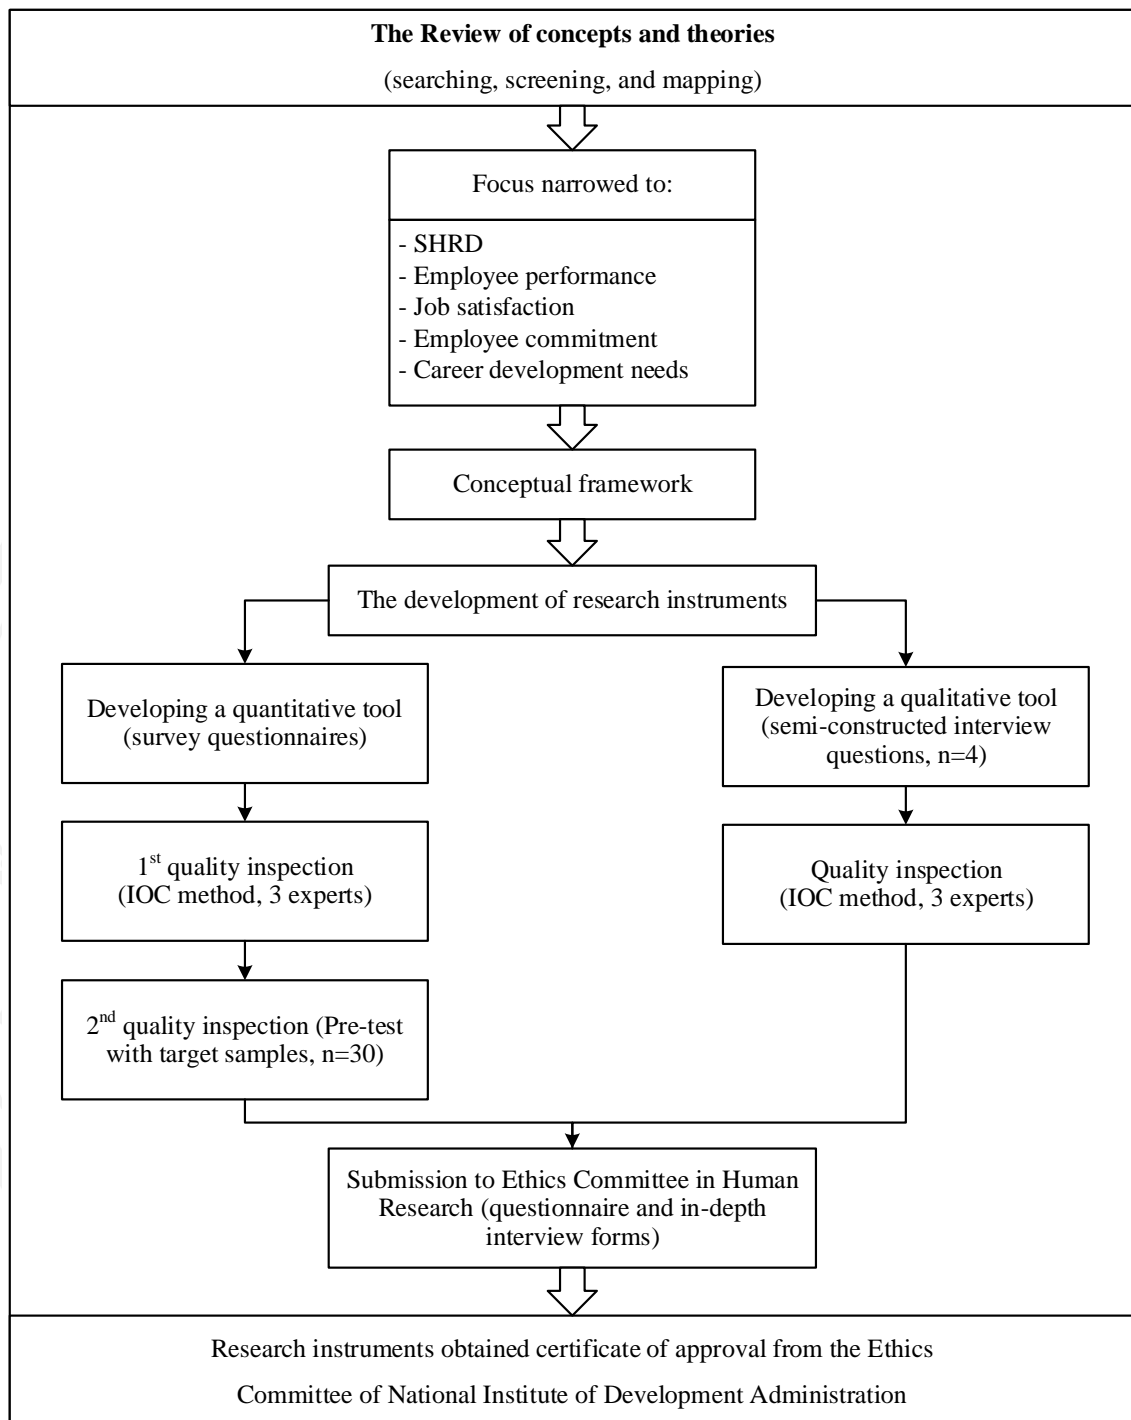 The Review of concepts and theories
(searching, screening, and mapping)
Focus narrowed to:
- SHRD
- Employee performance
- Job satisfaction
- Employee commitment
- Career development needs
Conceptual framework
The development of research instruments
Developing a quantitative tool
(survey questionnaires)
1st quality inspection
(IOC method, 3 experts)
2nd quality inspection (Pre-test
with target samples, n=30)
Developing a qualitative tool
(semi-constructed interview
questions, n=4)
Quality inspection
(IOC method, 3 experts)
Submission to Ethics Committee in Human
Research (questionnaire and in-depth
interview forms)
Research instruments obtained certificate of approval from the Ethics
Committee of National Institute of Development Administration